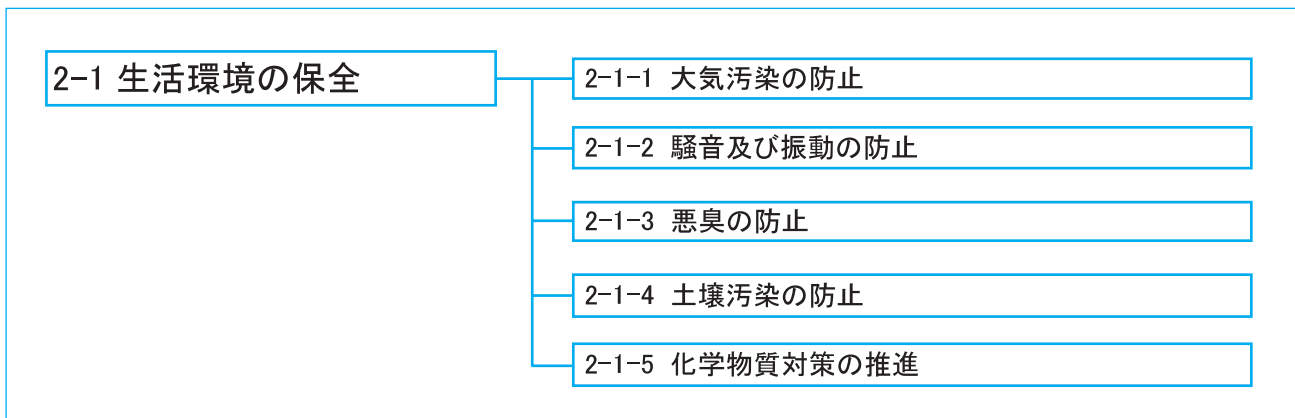 2-1 生活環境の保全
2-1-1 大気汚染の防止
2-1-2 騒音及び振動の防止
2-1-3 悪臭の防止
2-1-4 土壌汚染の防止
2-1-5 化学物質対策の推進